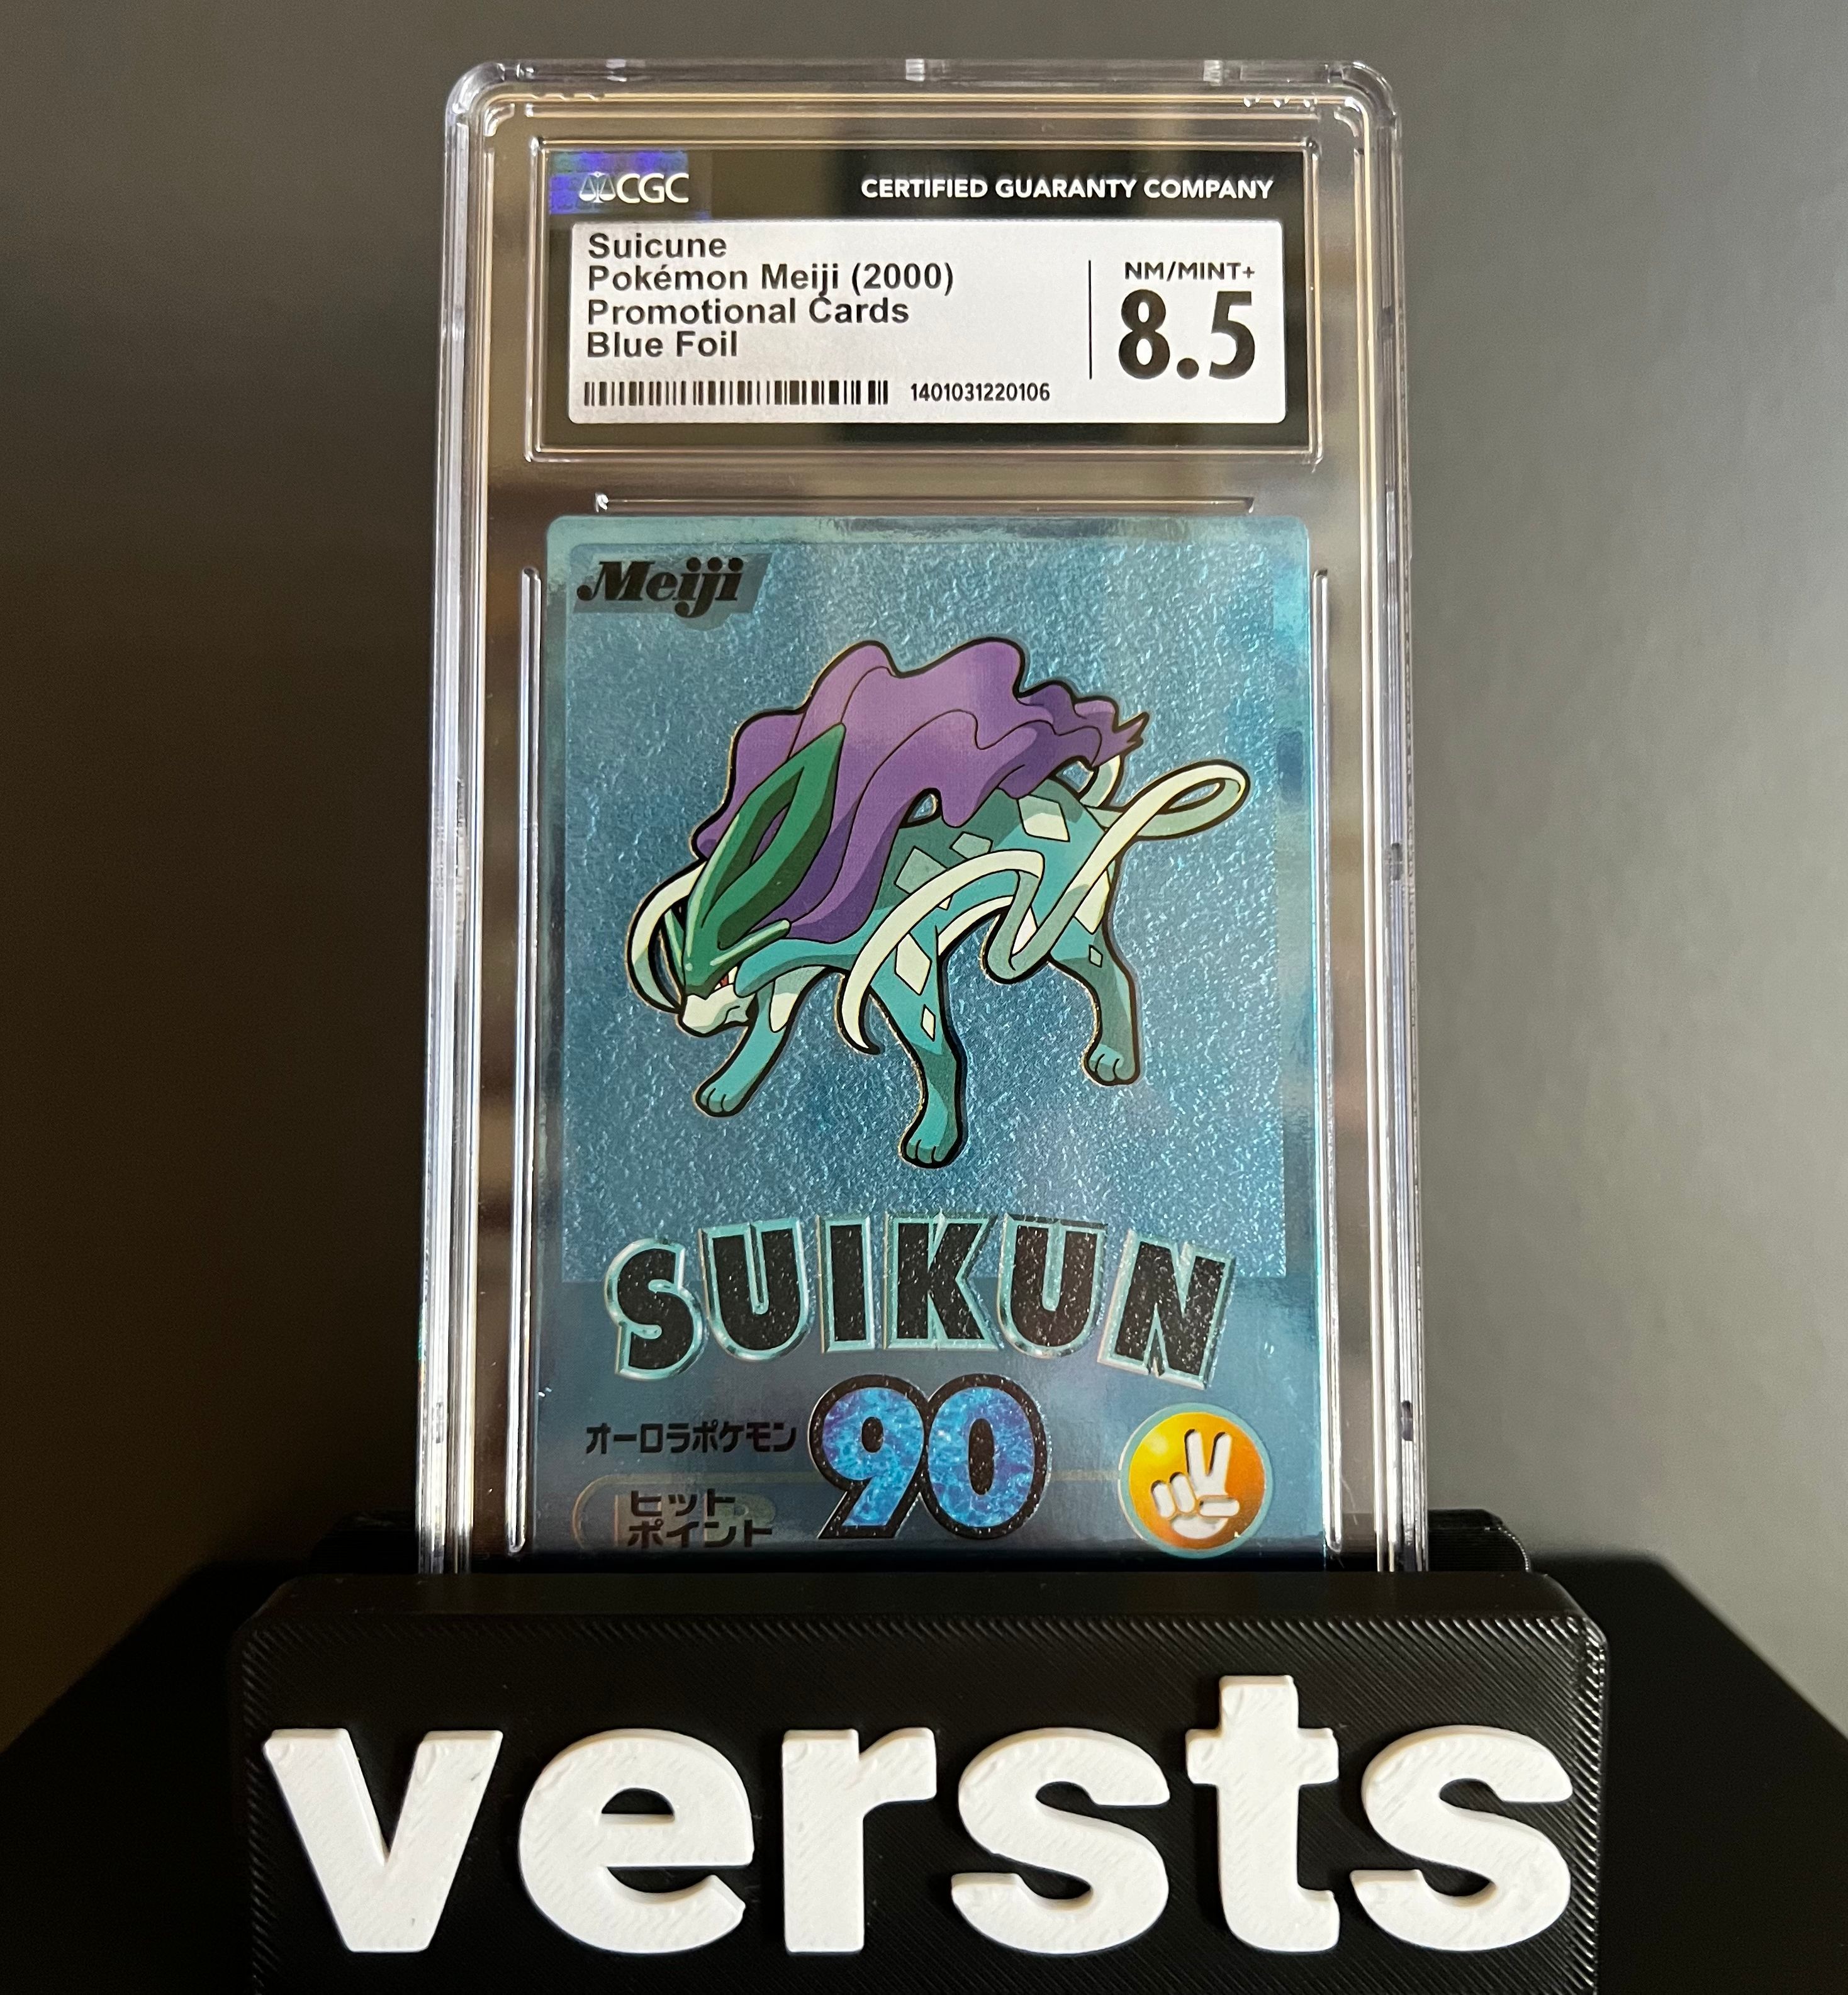 CGC
CERTIFIED GUARANTY COMPANY
Suicune
Pokémon Meiji (2000)
Promotional Cards
Blue Foil
1401031220106
NM/MINT+
8.5
Meiji
SUIKUN
オーロラポケモン
90
ヒット
ポイント
versts